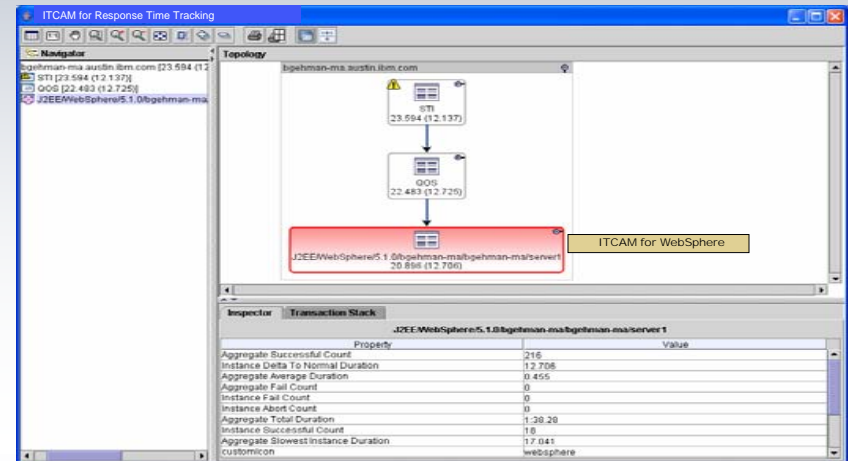 ITCAM for Response Time Tracking
Navigator
bgehman-ma.austin.ibm.com [23.594 (12
STI [23.594 (12.137)]
QOS [22.483 (12.725)]
J2EE/WebSphere/5.1.0/bgehman-ma
Topology
bgehman-ma.austin.ibm.com
STI
23.594 (12.137)
QOS
22.483 (12.725)
J2EE/WebSphere/5.1.0/bgehman-ma/bgehman-ma/server1
20.896 (12.706)
ITCAM for WebSphere
Inspector Transaction Stack
J2EE/WebSphere/5.1.0/bgehman-ma/bgehman-ma/server1
Property Value
Aggregate Successful Count 216
Instance Delta To Normal Duration 12.706
Aggregate Average Duration 0.455
Aggregate Fail Count 0
Instance Fail Count 0
Instance Abort Count 0
Aggregate Total Duration 1:38.20
Instance Successful Count 18
Aggregate Slowest Instance Duration 17.041
customIcon websphere